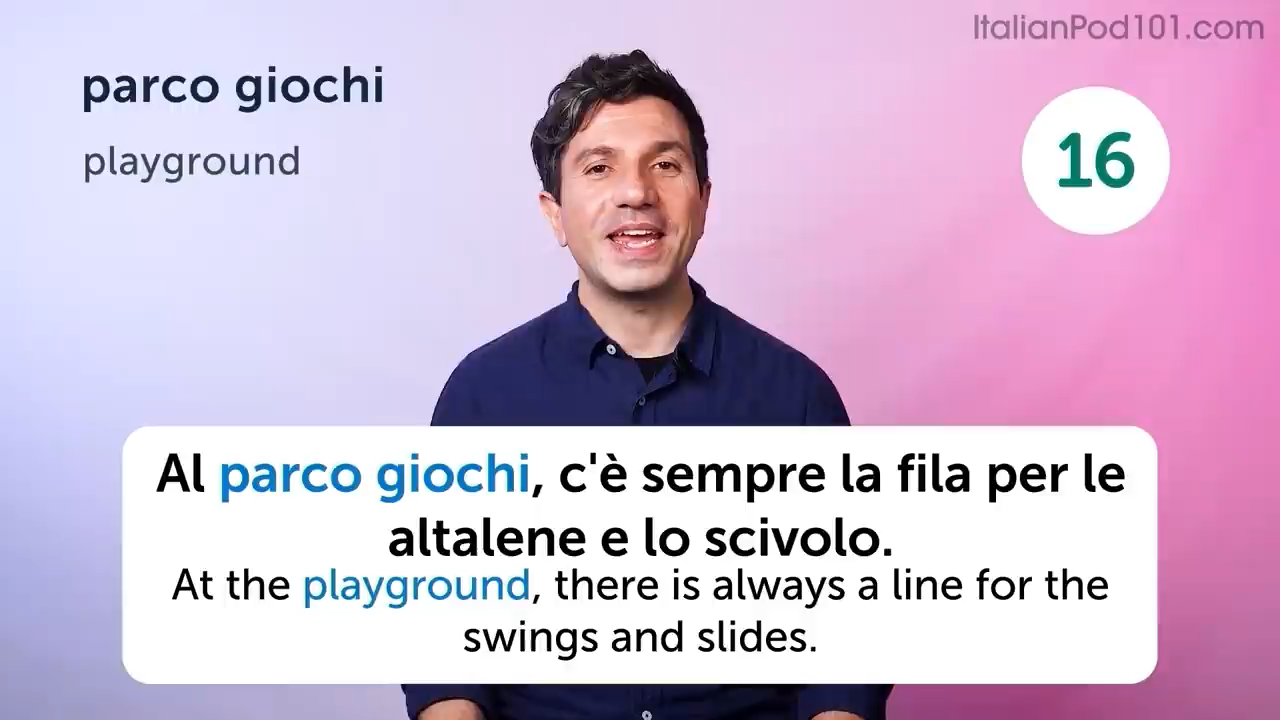 ItalianPod101.com
parco giochi
playground
16
Al parco giochi, c'è sempre la fila per le
altalene e lo scivolo.
At the playground, there is always a line for the
swings and slides.